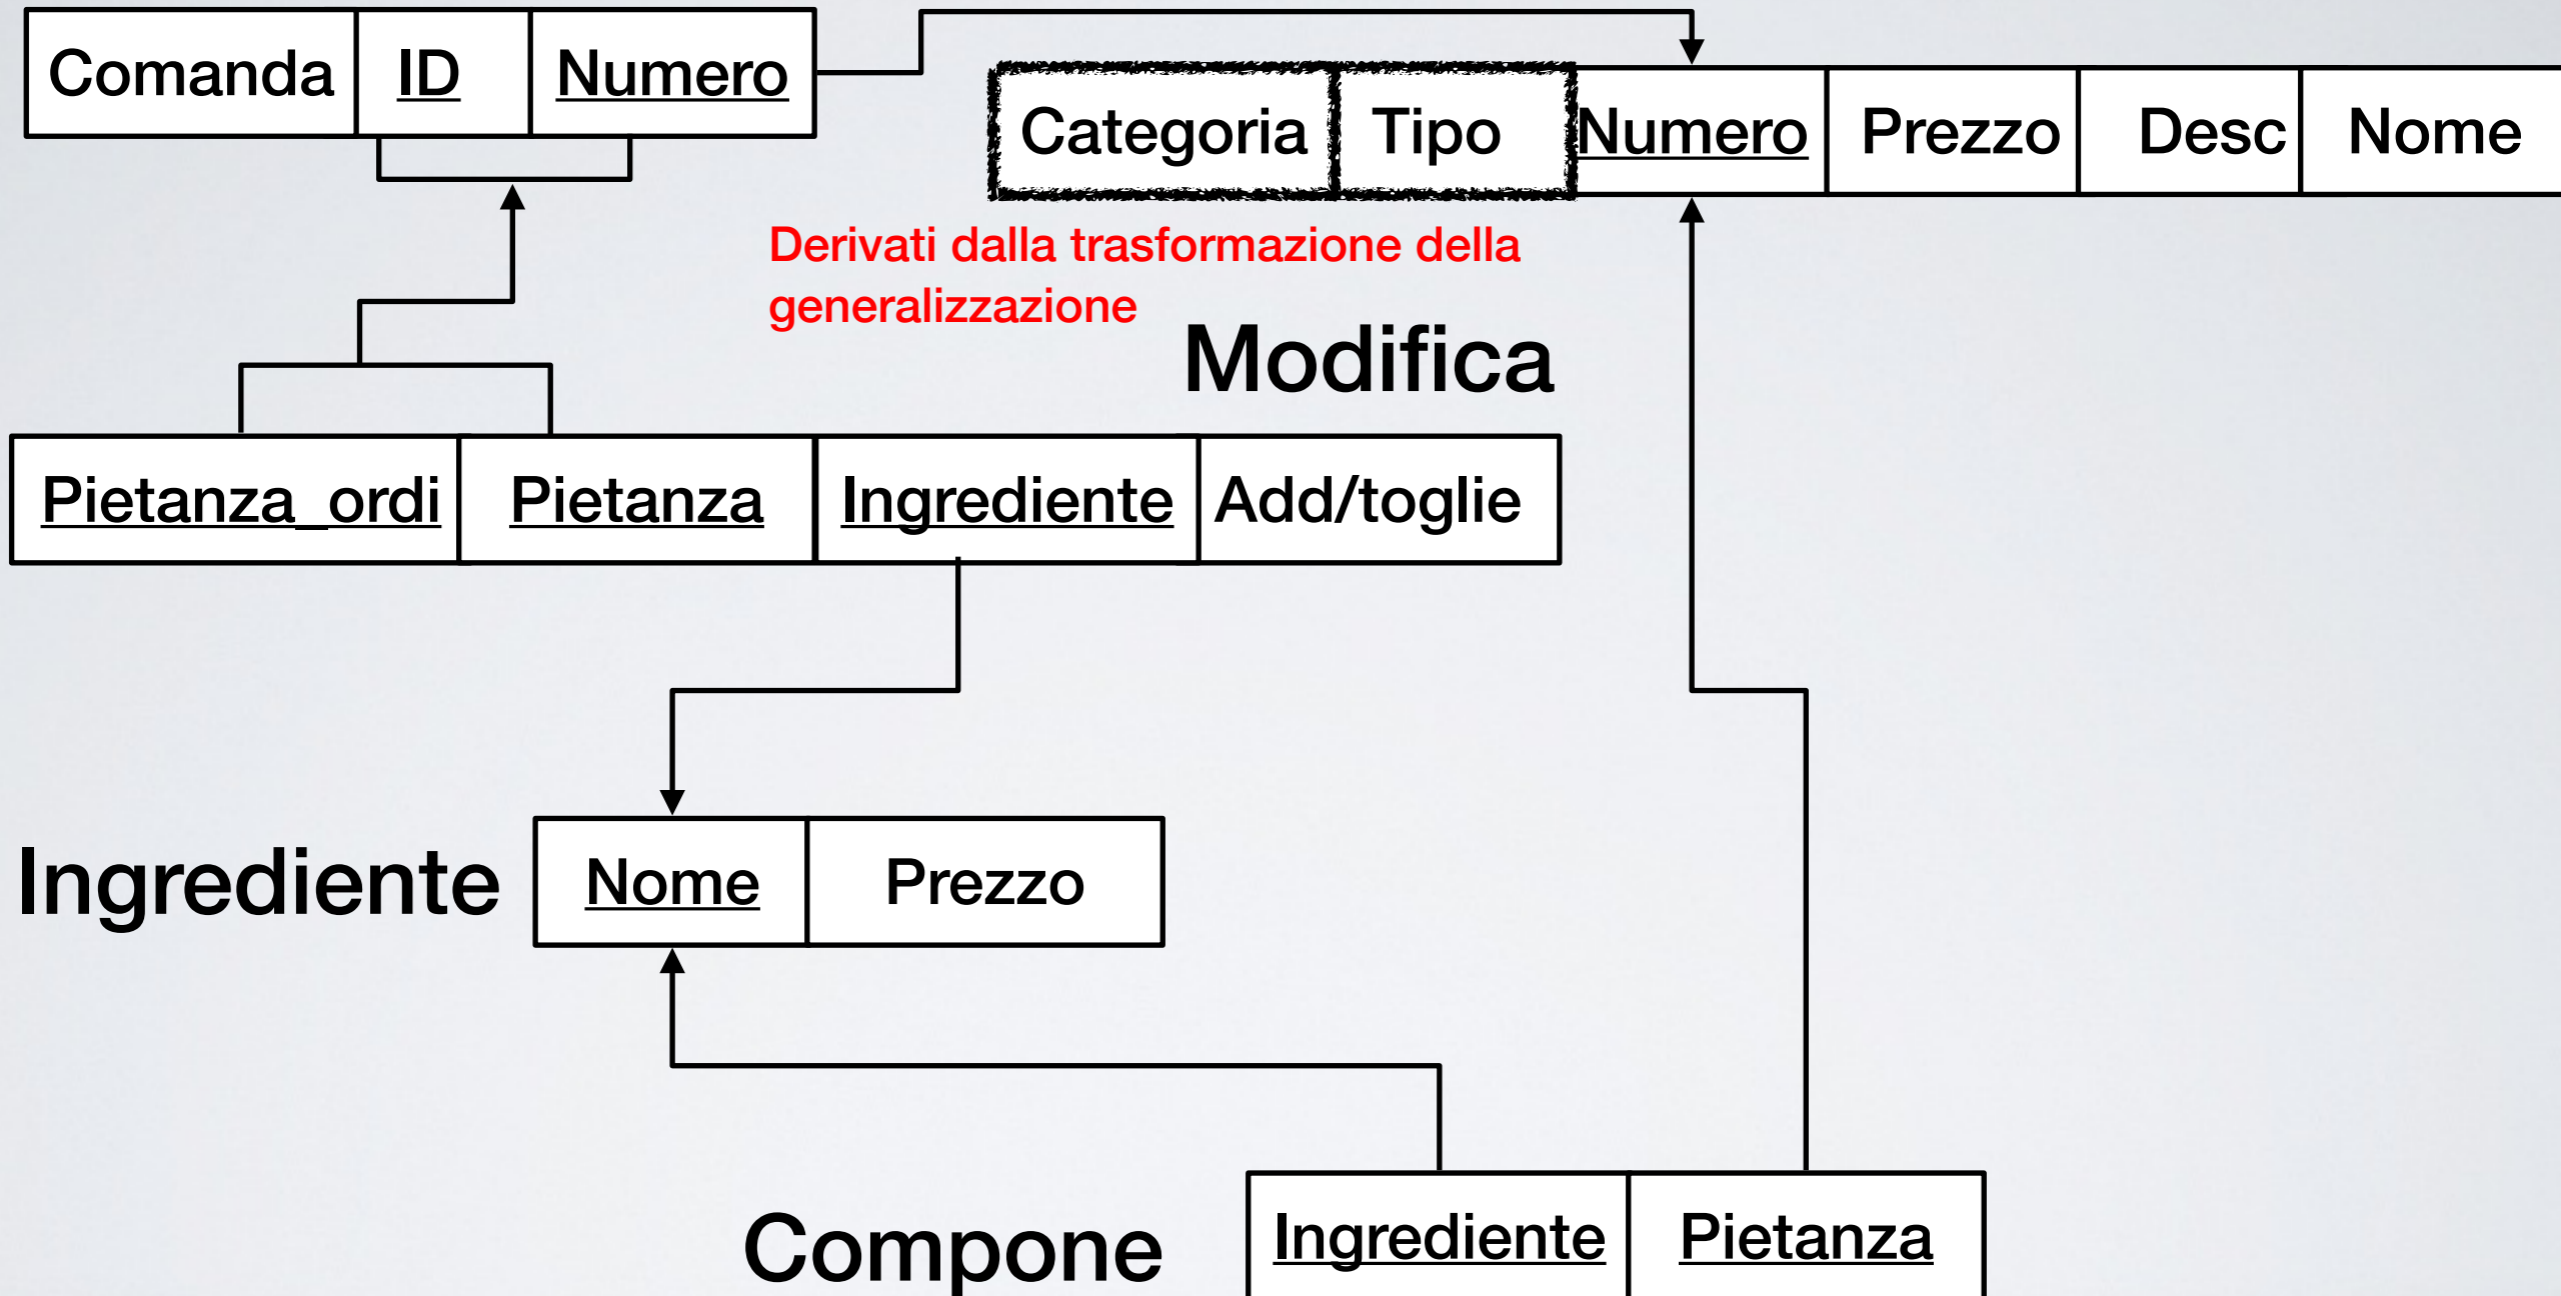 Comanda ID Numero
Categoria Tipo Numero Prezzo Desc Nome
Derivati dalla trasformazione della
generalizzazione
Modifica
Pietanza_ordi Pietanza Ingrediente Add/toglie
Ingrediente Nome Prezzo
Compone Ingrediente Pietanza